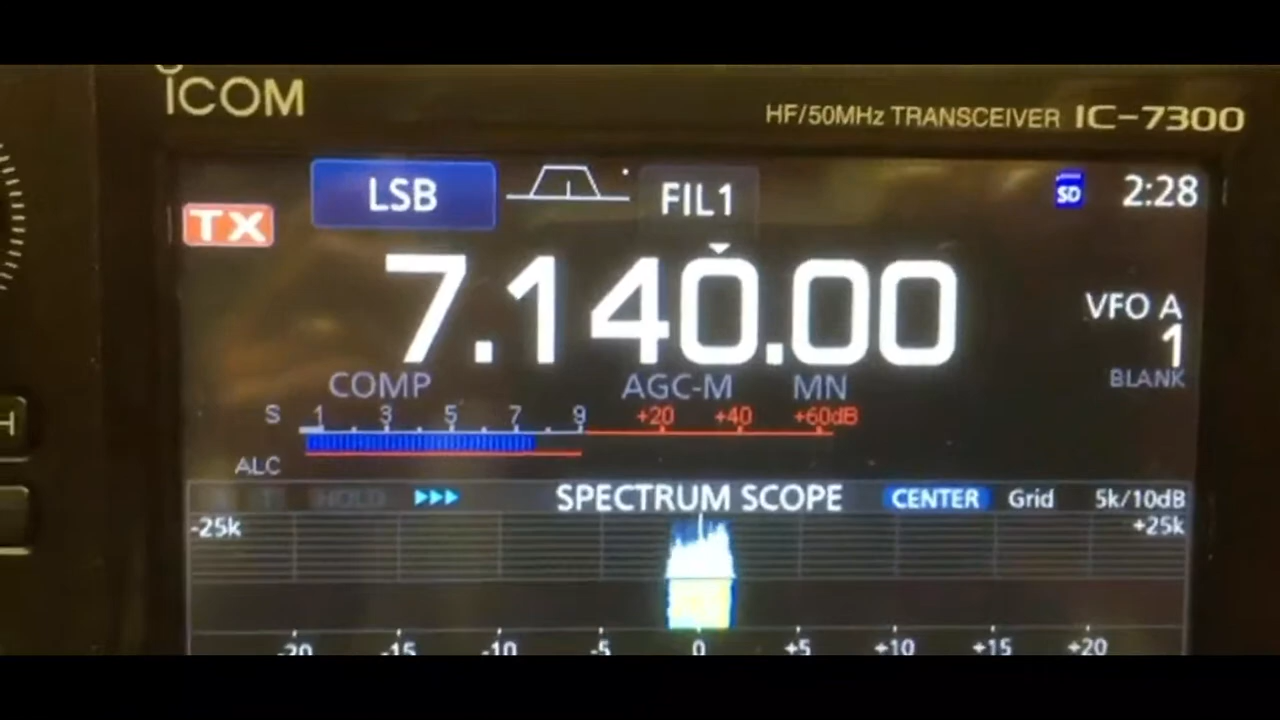 ICOM
HF/50MHz TRANSCEIVER IC-7300
LSB FIL1 SD 2:28
TX
7.140.00
VFO A
1
COMP AGC-M MN BLANK
S 1 3 5 7 9 +20 +40 +60dB
ALC
HOLD SPECTRUM SCOPE CENTER Grid 5k/10dB
-25k +25k
-20 -15 -10 -5 0 +5 +10 +15 +20